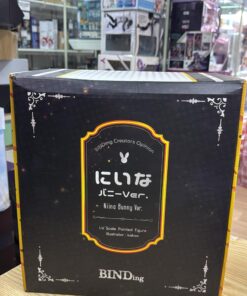 BINDing Creators Opinion
にいな
バニーVer.
Niina Bunny Ver.
1/4 Scale Painted Figure
Illustrator:
BINDing